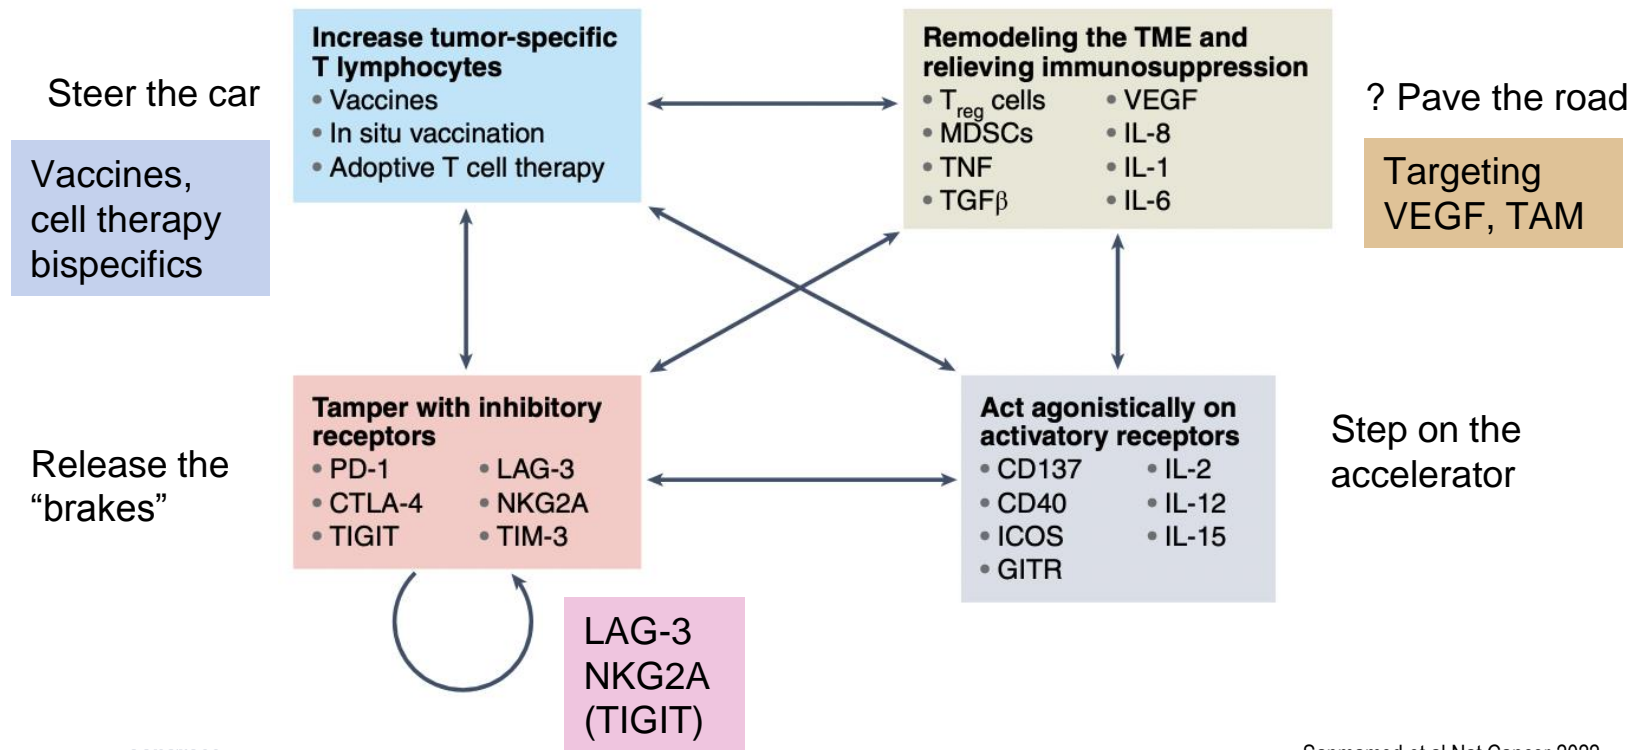 Steer the car
Vaccines,
cell therapy
bispecifics
Increase tumor-specific
T lymphocytes
• Vaccines
• In situ vaccination
• Adoptive T cell therapy
Remodeling the TME and
relieving immunosuppression
• Treg cells
• MDSCs
• TNF
• TGFβ
• VEGF
• IL-8
• IL-1
• IL-6
? Pave the road
Targeting
VEGF, TAM
Release the
“brakes”
Tamper with inhibitory
receptors
• PD-1
• CTLA-4
• TIGIT
• LAG-3
• NKG2A
• TIM-3
Act agonistically on
activatory receptors
• CD137
• CD40
• ICOS
• GITR
• IL-2
• IL-12
• IL-15
Step on the
accelerator
LAG-3
NKG2A
(TIGIT)